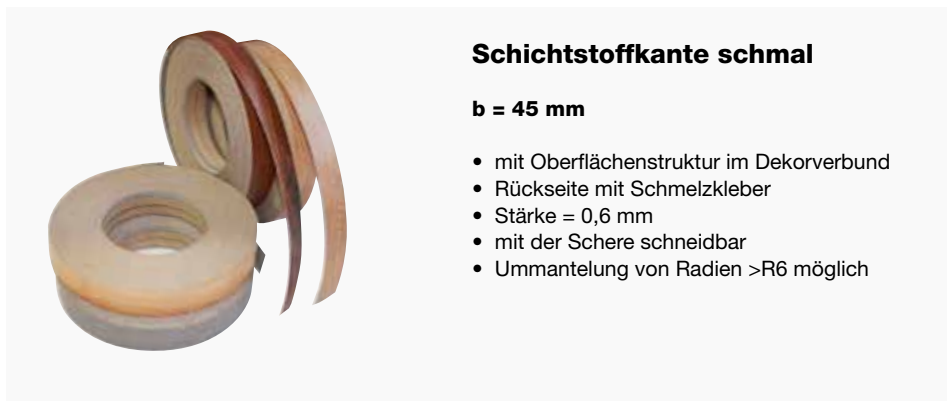 Schichtstoffkante schmal
b = 45 mm
• mit Oberflächenstruktur im Dekorverbund
• Rückseite mit Schmelzkleber
• Stärke = 0,6 mm
• mit der Schere schneidbar
• Ummantelung von Radien >R6 möglich